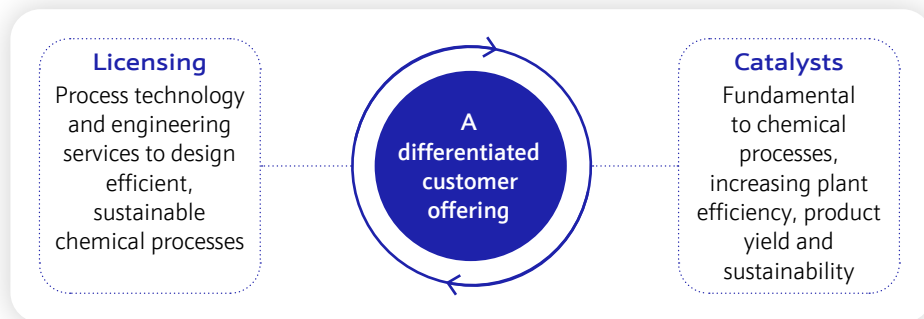 Licensing
Process technology
and engineering
services to design
efficient,
sustainable
chemical processes
A
differentiated
customer
offering
Catalysts
Fundamental
to chemical
processes,
increasing plant
efficiency, product
yield and
sustainability